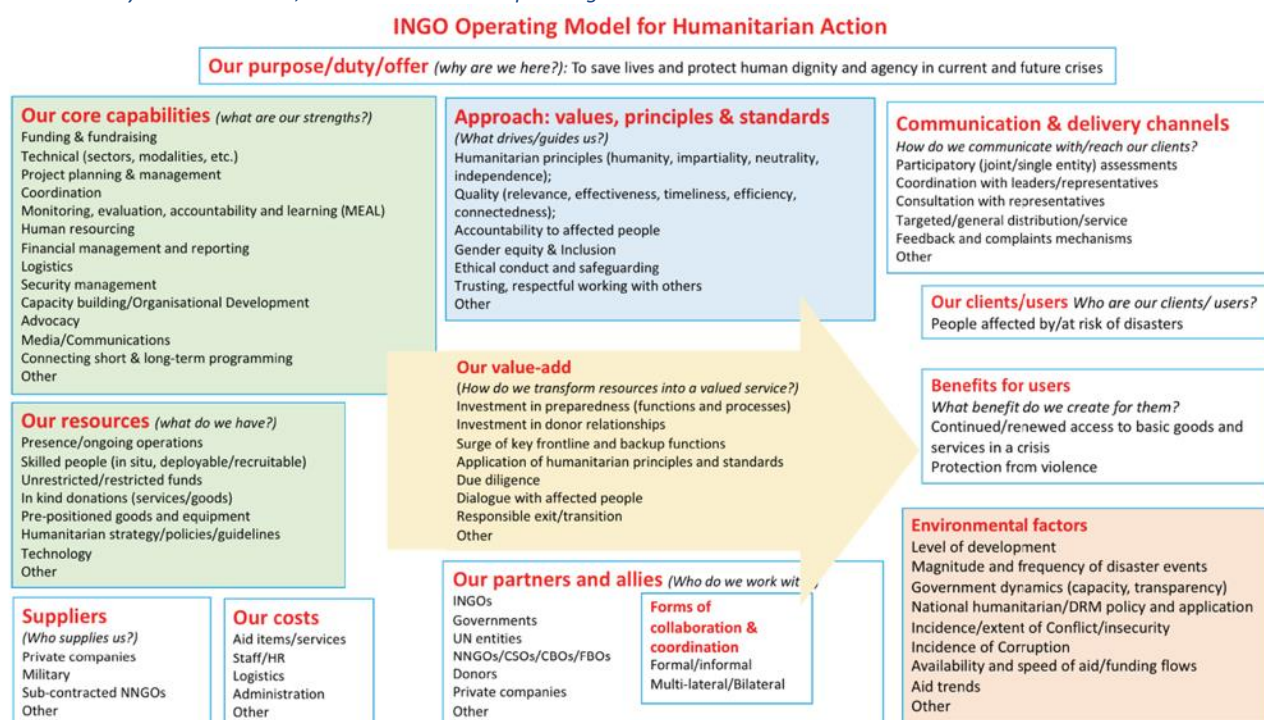 INGO Operating Model for Humanitarian Action
Our purpose/duty/offer (why are we here?): To save lives and protect human dignity and agency in current and future crises
Our core capabilities (what are our strengths?)
Funding & fundraising
Technical (sectors, modalities, etc.)
Project planning & management
Coordination
Monitoring, evaluation, accountability and learning (MEAL)
Human resourcing
Financial management and reporting
Logistics
Security management
Capacity building/Organisational Development
Advocacy
Media/Communications
Connecting short & long-term programming
Other
Approach: values, principles & standards
(What drives/guides us?)
Humanitarian principles (humanity, impartiality, neutrality,
independence);
Quality (relevance, effectiveness, timeliness, efficiency,
connectedness);
Accountability to affected people
Gender equity & Inclusion
Ethical conduct and safeguarding
Trusting, respectful working with others
Other
Communication & delivery channels
How do we communicate with/reach our clients?
Participatory (joint/single entity) assessments
Coordination with leaders/representatives
Consultation with representatives
Targeted/general distribution/service
Feedback and complaints mechanisms
Other
Our clients/users Who are our clients/ users?
People affected by/at risk of disasters
Our value-add
(How do we transform resources into a valued service?)
Investment in preparedness (functions and processes)
Investment in donor relationships
Surge of key frontline and backup functions
Application of humanitarian principles and standards
Due diligence
Dialogue with affected people
Responsible exit/transition
Other
Benefits for users
What benefit do we create for them?
Continued/renewed access to basic goods and
services in a crisis
Protection from violence
Our resources (what do we have?)
Presence/ongoing operations
Skilled people (in situ, deployable/recruitable)
Unrestricted/restricted funds
In kind donations (services/goods)
Pre-positioned goods and equipment
Humanitarian strategy/policies/guidelines
Technology
Other
Environmental factors
Level of development
Magnitude and frequency of disaster events
Government dynamics (capacity, transparency)
National humanitarian/DRM policy and application
Incidence/extent of Conflict/insecurity
Incidence of Corruption
Availability and speed of aid/funding flows
Aid trends
Other
Suppliers
(Who supplies us?)
Private companies
Military
Sub-contracted NNGOs
Other
Our costs
Aid items/services
Staff/HR
Logistics
Administration
Other
Our partners and allies (Who do we work wit
INGOs
Governments
UN entities
NNGOs/CSOs/CBOs/FBOs
Donors
Private companies
Other
Forms of
collaboration &
coordination
Formal/informal
Multi-lateral/Bilateral